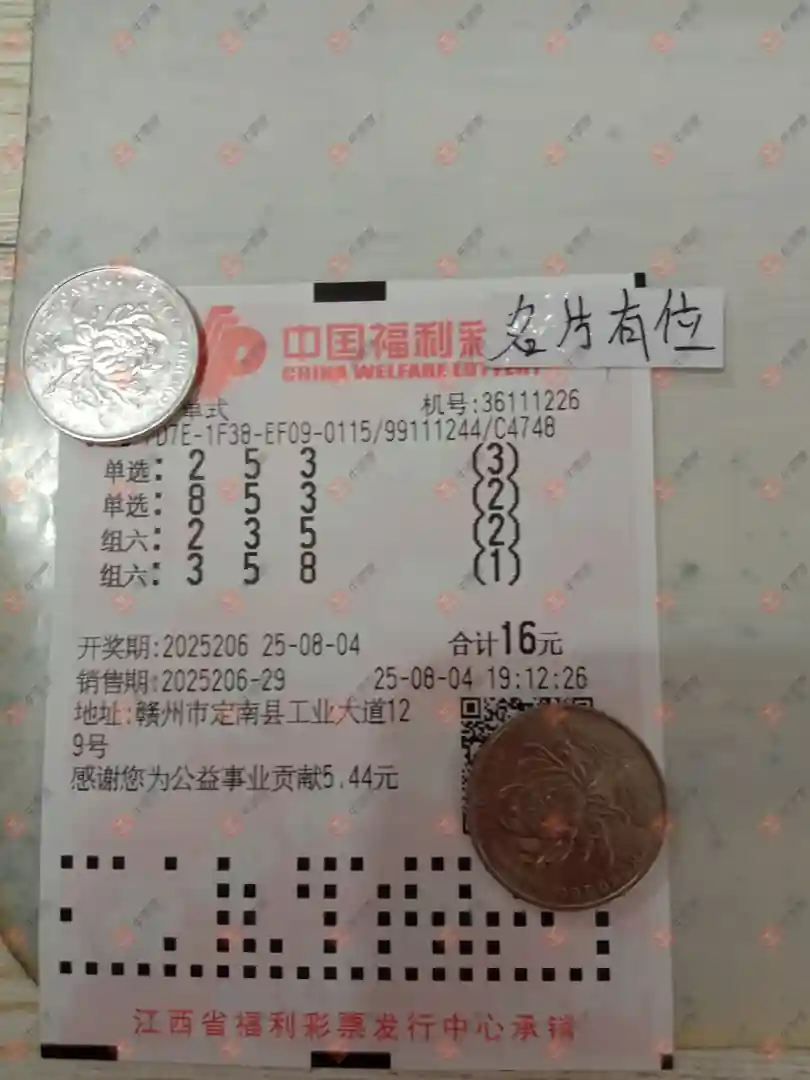 中国福利彩
名片有位
CHINA WELFARE LOTTERY
单式 机号:36111226
D7E-1F38-EF09-0115/99111244/C4748
单选: 2 5 3 (3)
单选: 8 5 3 (2)
组六: 2 3 5 (2)
组六: 3 5 8 (1)
开奖期:2025206 25-08-04 合计16元
销售期:2025206-29 25-08-04 19:12:26
地址:赣州市定南县工业大道12
9号
感谢您为公益事业贡献5.44元
江西省福利彩票发行中心承销